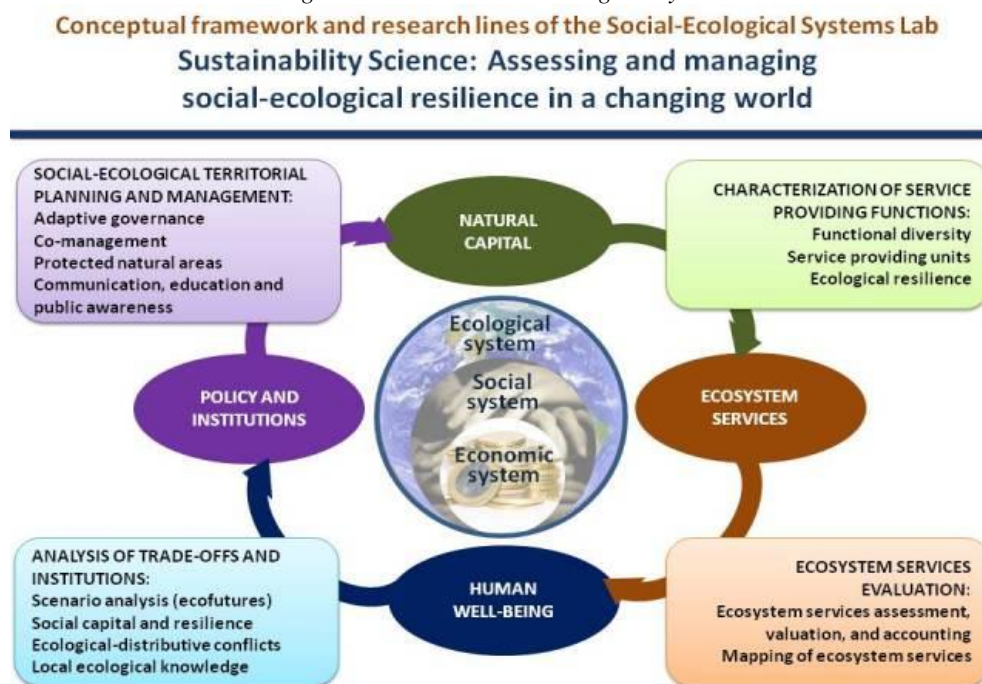 Conceptual framework and research lines of the Social-Ecological Systems Lab
Sustainability Science: Assessing and managing
social-ecological resilience in a changing world
SOCIAL-ECOLOGICAL TERRITORIAL
PLANNING AND MANAGEMENT:
Adaptive governance
Co-management
Protected natural areas
Communication, education and
public awareness
NATURAL
CAPITAL
CHARACTERIZATION OF SERVICE
PROVIDING FUNCTIONS:
Functional diversity
Service providing units
Ecological resilience
Ecological
system
Social
system
Economic
system
POLICY AND
INSTITUTIONS
ECOSYSTEM
SERVICES
ANALYSIS OF TRADE-OFFS AND
INSTITUTIONS:
Scenario analysis (ecofutures)
Social capital and resilience
Ecological-distributive conflicts
Local ecological knowledge
HUMAN
WELL-BEING
ECOSYSTEM SERVICES
EVALUATION:
Ecosystem services assessment,
valuation, and accounting
Mapping of ecosystem services